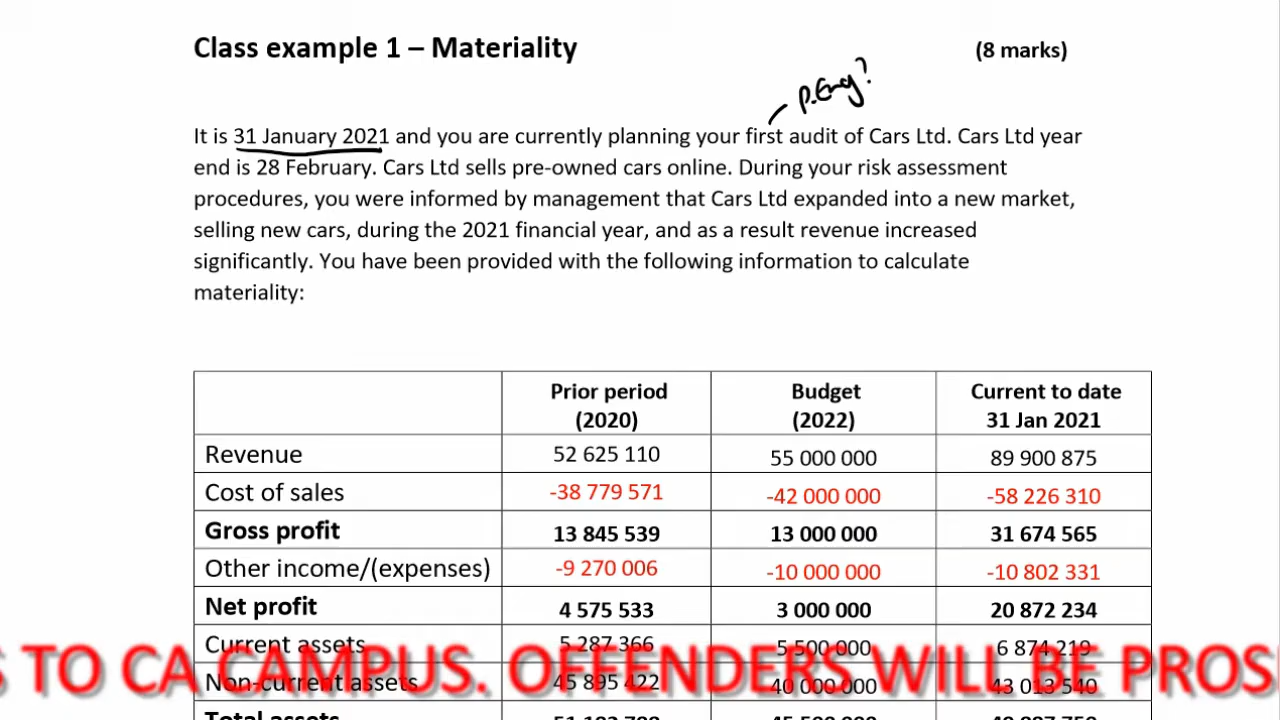 Class example 1 – Materiality (8 marks)
P.Eng?
It is 31 January 2021 and you are currently planning your first audit of Cars Ltd. Cars Ltd year
end is 28 February. Cars Ltd sells pre-owned cars online. During your risk assessment
procedures, you were informed by management that Cars Ltd expanded into a new market,
selling new cars, during the 2021 financial year, and as a result revenue increased
significantly. You have been provided with the following information to calculate
materiality:
Prior period Budget Current to date
(2020) (2022) 31 Jan 2021
Revenue 52 625 110 55 000 000 89 900 875
Cost of sales -38 779 571 -42 000 000 -58 226 310
Gross profit 13 845 539 13 000 000 31 674 565
Other income/(expenses) -9 270 006 -10 000 000 -10 802 331
Net profit 4 575 533 3 000 000 20 872 234
Current assets 5 287 366 5 500 000 6 874 219
S TO CA CAMPUS. OFFENDERS WILL BE PROS
Non-current assets 45 895 422 40 000 000 43 013 540
Total assets